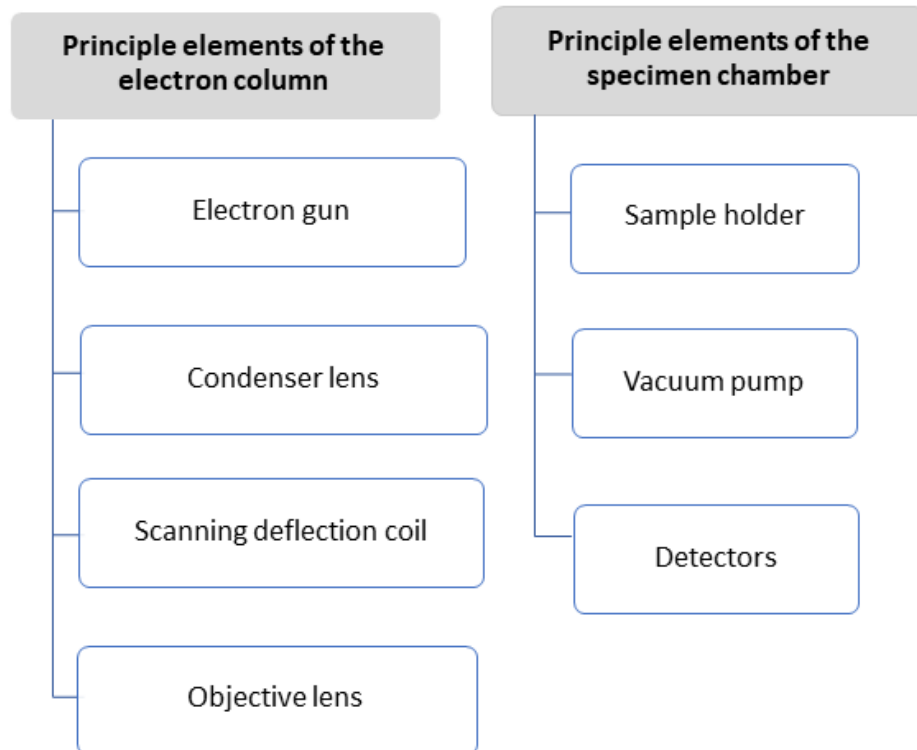 Principle elements of the
electron column
Electron gun
Condenser lens
Scanning deflection coil
Objective lens
Principle elements of the
specimen chamber
Sample holder
Vacuum pump
Detectors